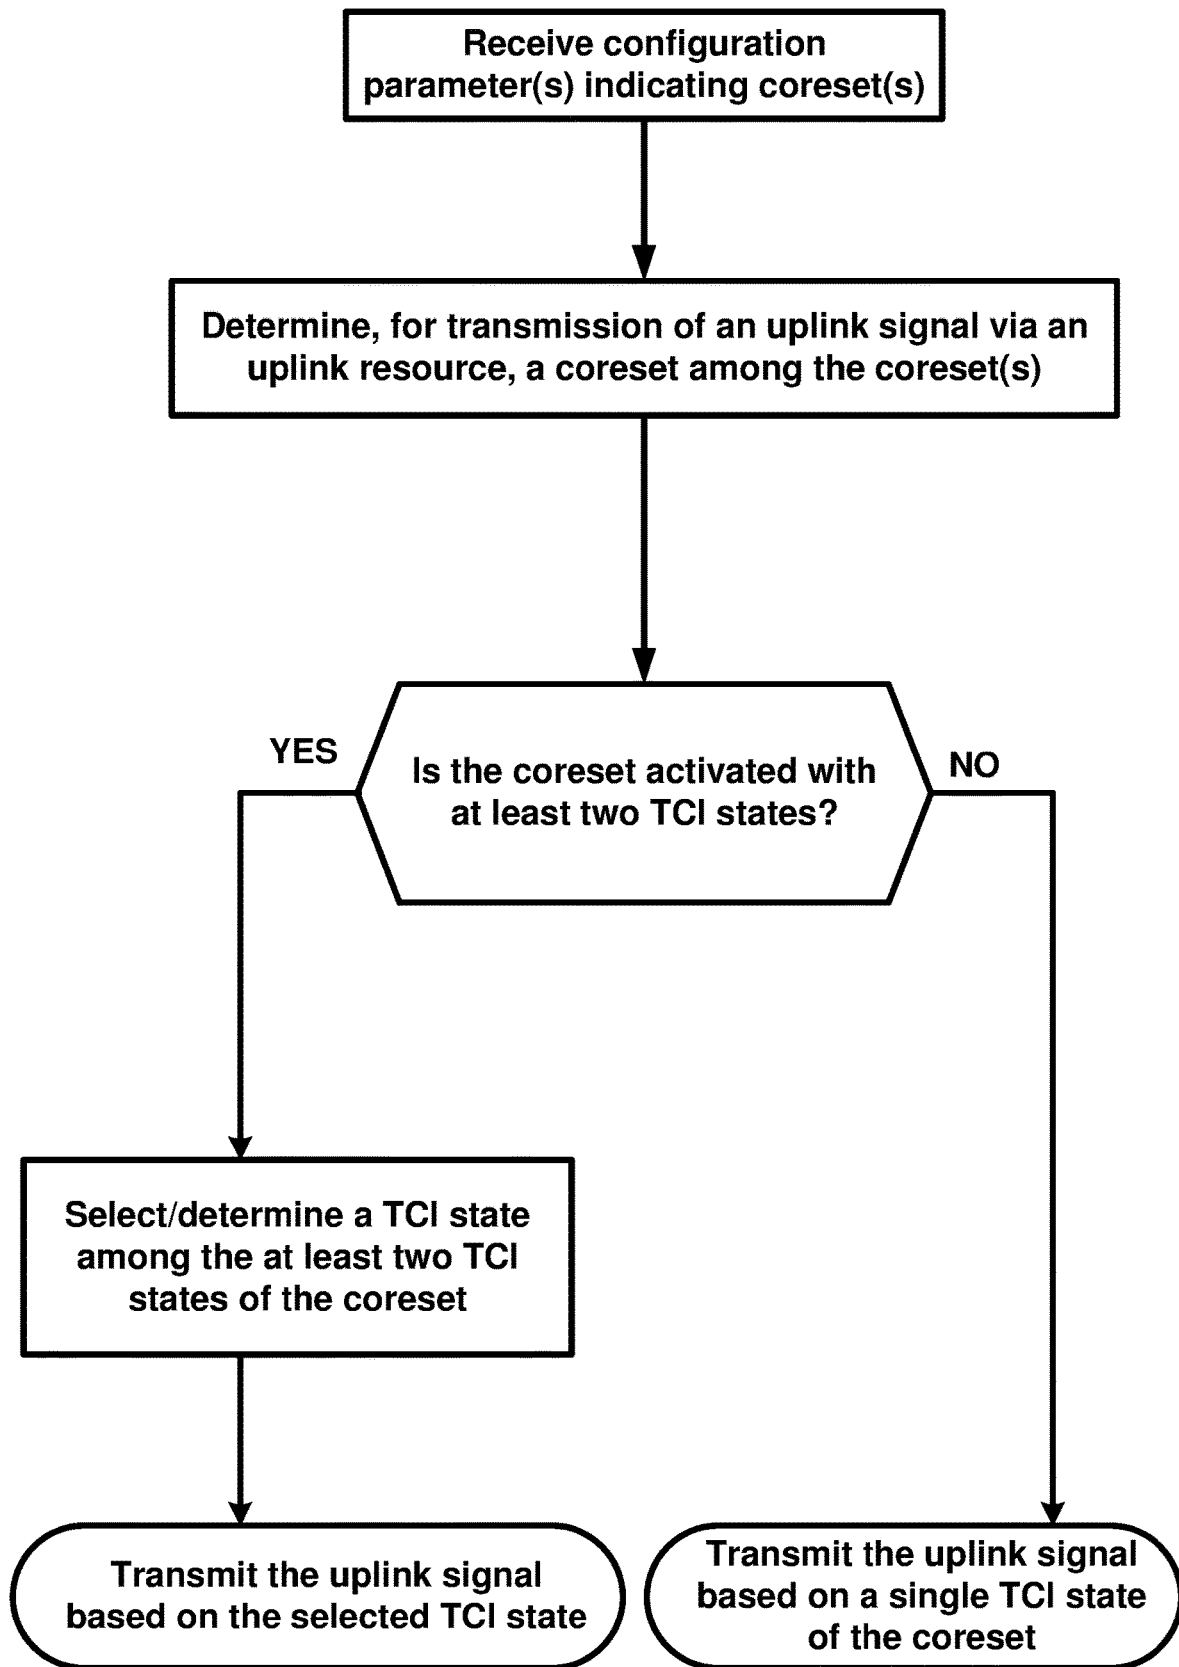 Receive configuration
parameter(s) indicating coreset(s)
Determine, for transmission of an uplink signal via an
uplink resource, a coreset among the coreset(s)
YES
Is the coreset activated with
at least two TCI states?
NO
Select/determine a TCI state
among the at least two TCI
states of the coreset
Transmit the uplink signal
based on the selected TCI state
Transmit the uplink signal
based on a single TCI state
of the coreset